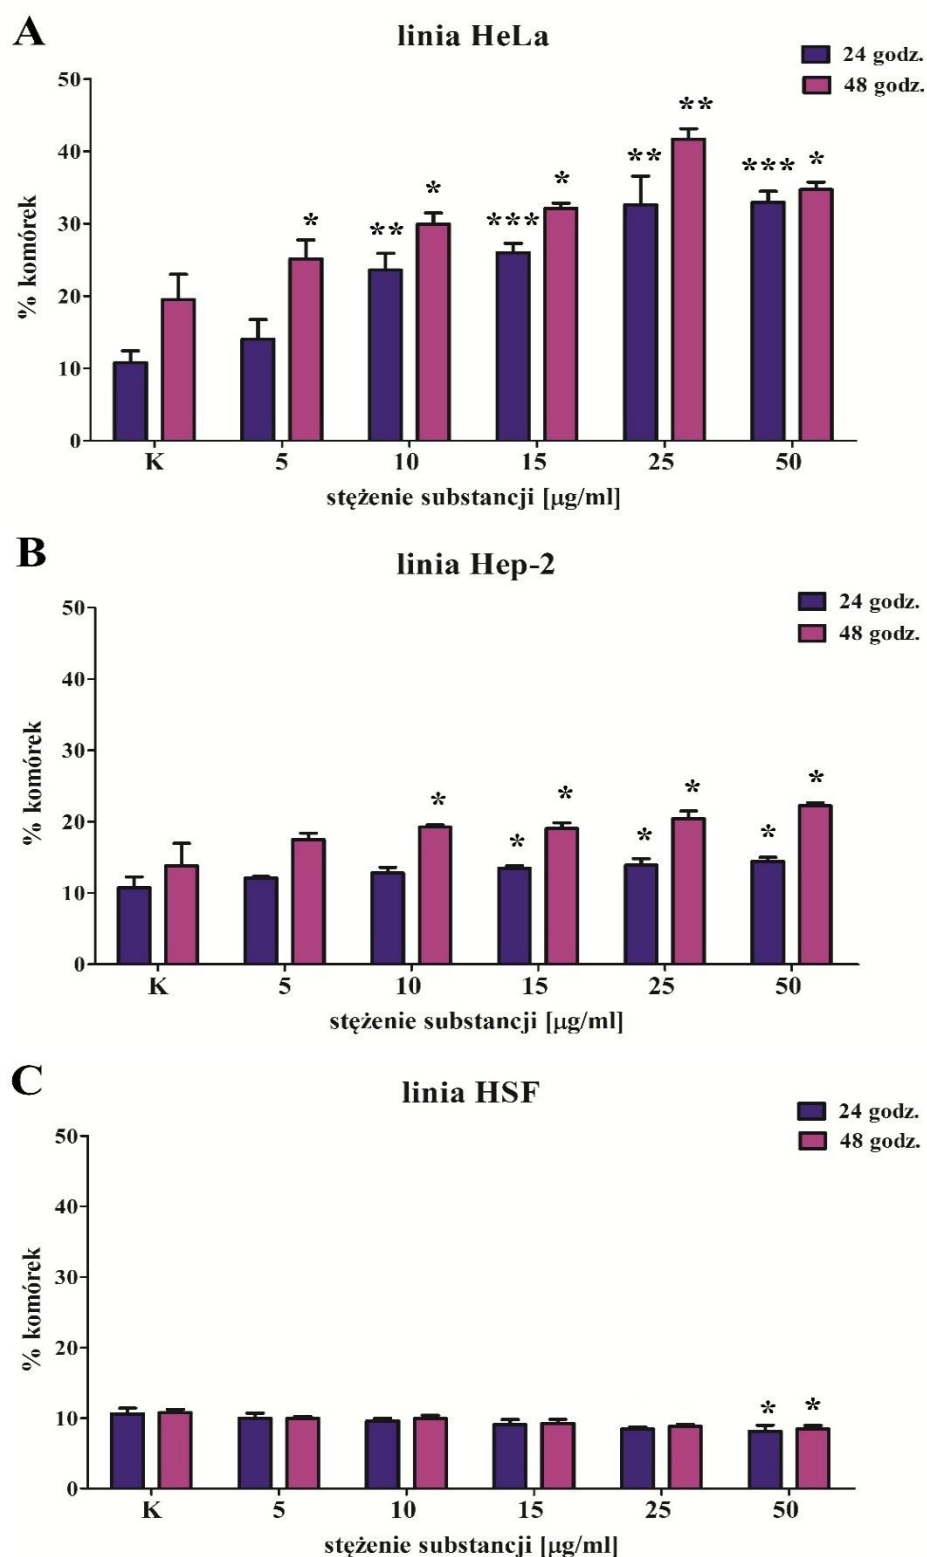 A
linia HeLa
24 godz.
48 godz.
% komórek
50
40
30
20
10
0
*
**
*
***
*
**
**
***
*
K 5 10 15 25 50
stężenie substancji [µg/ml]
B
linia Hep-2
24 godz.
48 godz.
% komórek
50
40
30
20
10
0
*
*
*
*
*
*
*
K 5 10 15 25 50
stężenie substancji [µg/ml]
C
linia HSF
24 godz.
48 godz.
% komórek
50
40
30
20
10
0
* *
K 5 10 15 25 50
stężenie substancji [µg/ml]